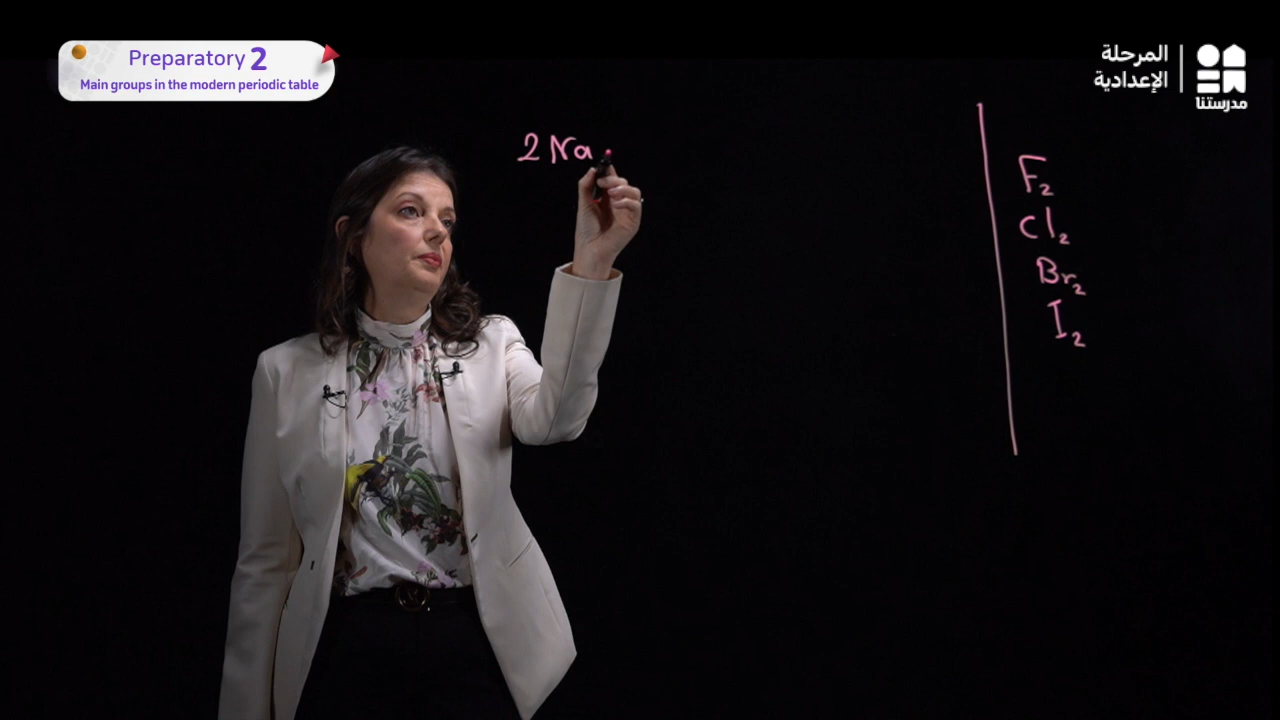 Preparatory 2
Main groups in the modern periodic table
المرحلة
الإعدادية
مدرستنا
2 Na
F₂
Cl₂
Br₂
I₂